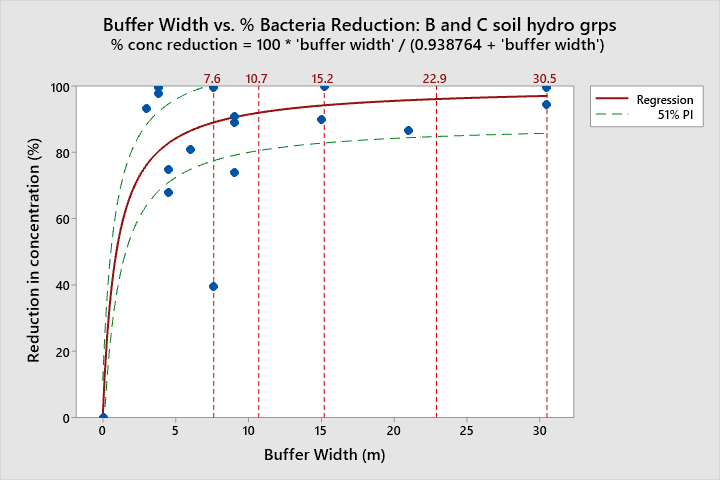 Buffer Width vs. % Bacteria Reduction: B and C soil hydro grps
% conc reduction = 100 * 'buffer width' / (0.938764 + 'buffer width')
7.6 10.7 15.2 22.9 30.5
100
80
60
40
20
0
Reduction in concentration (%)
0 5 10 15 20 25 30
Buffer Width (m)
Regression
51% PI